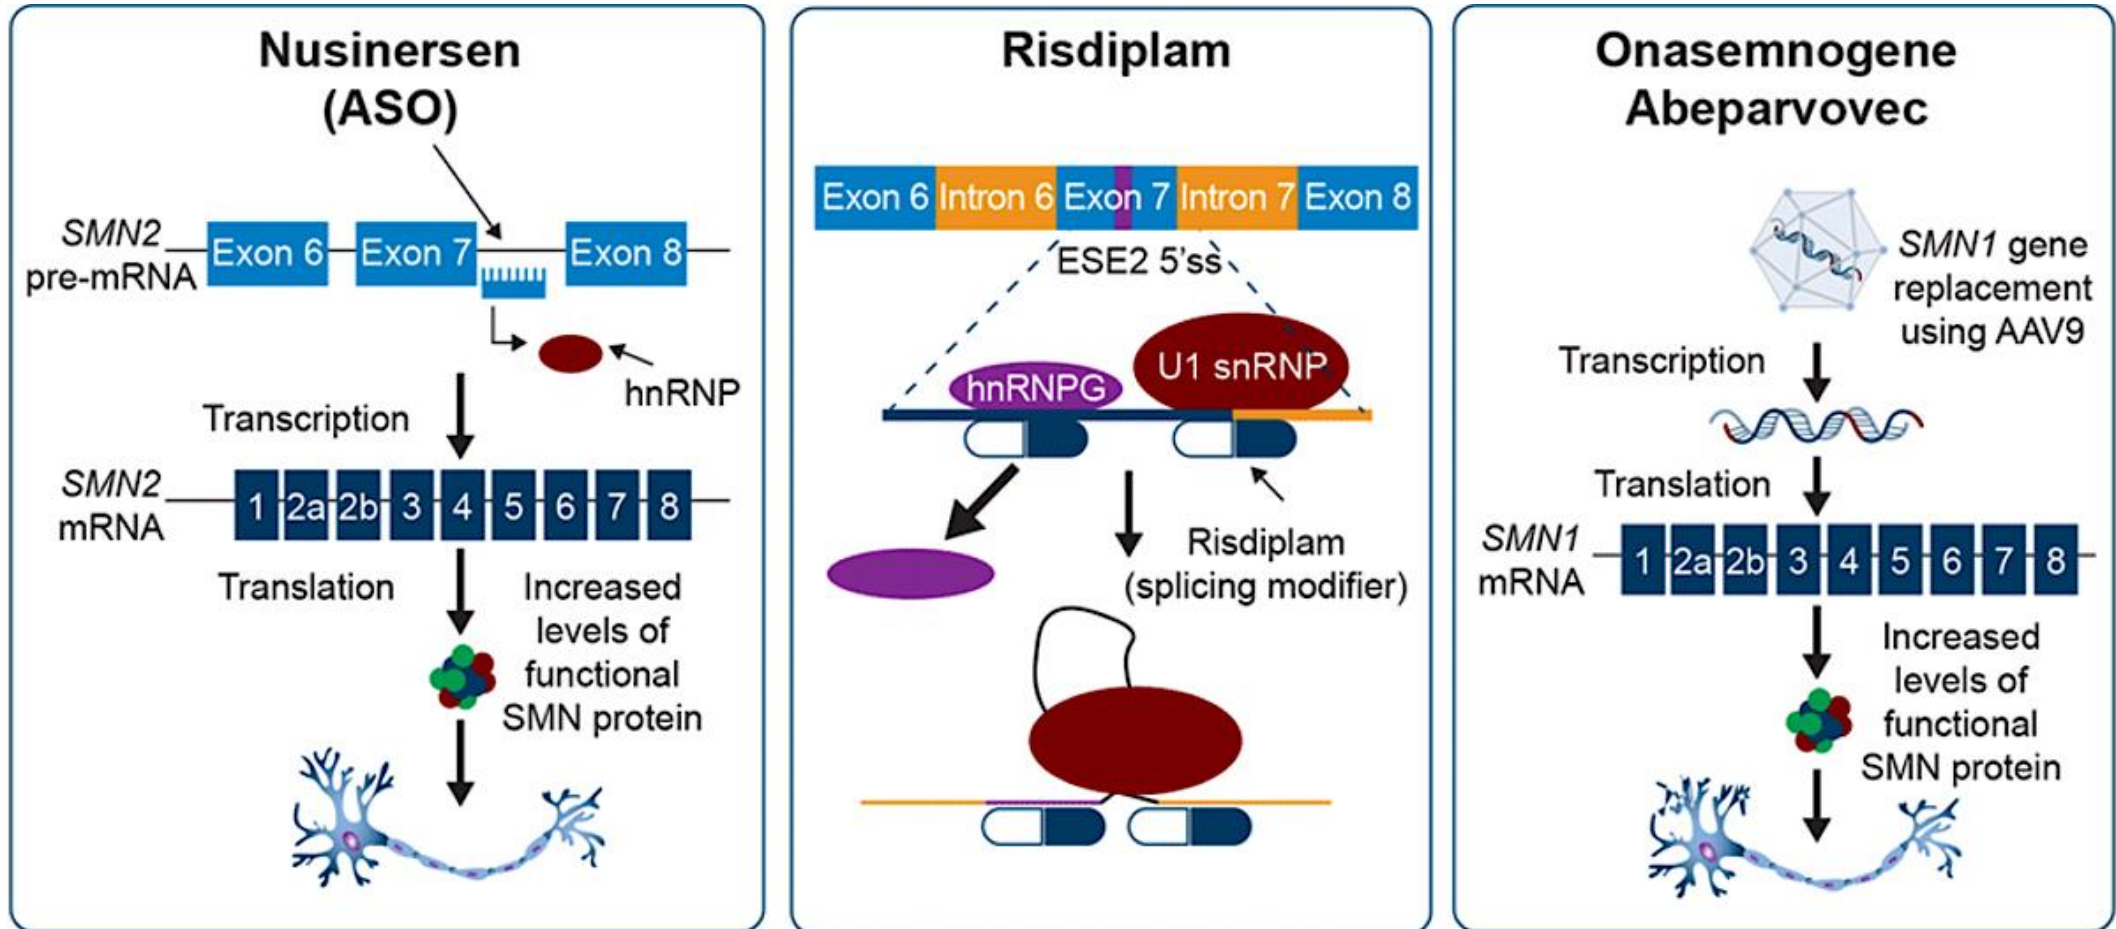 Nusinersen
(ASO)
SMN2
pre-mRNA
Exon 6
Exon 7
Exon 8
hnRNP
Transcription
SMN2
mRNA
1 2a 2b 3 4 5 6 7 8
Translation
Increased
levels of
functional
SMN protein
Risdiplam
Exon 6 Intron 6 Exon 7 Intron 7 Exon 8
ESE2 5'ss
hnRNPG
U1 snRNP
Risdiplam
(splicing modifier)
Onasemnogene
Abeparvovec
SMN1 gene
replacement
using AAV9
Transcription
Translation
SMN1
mRNA
1 2a 2b 3 4 5 6 7 8
Increased
levels of
functional
SMN protein